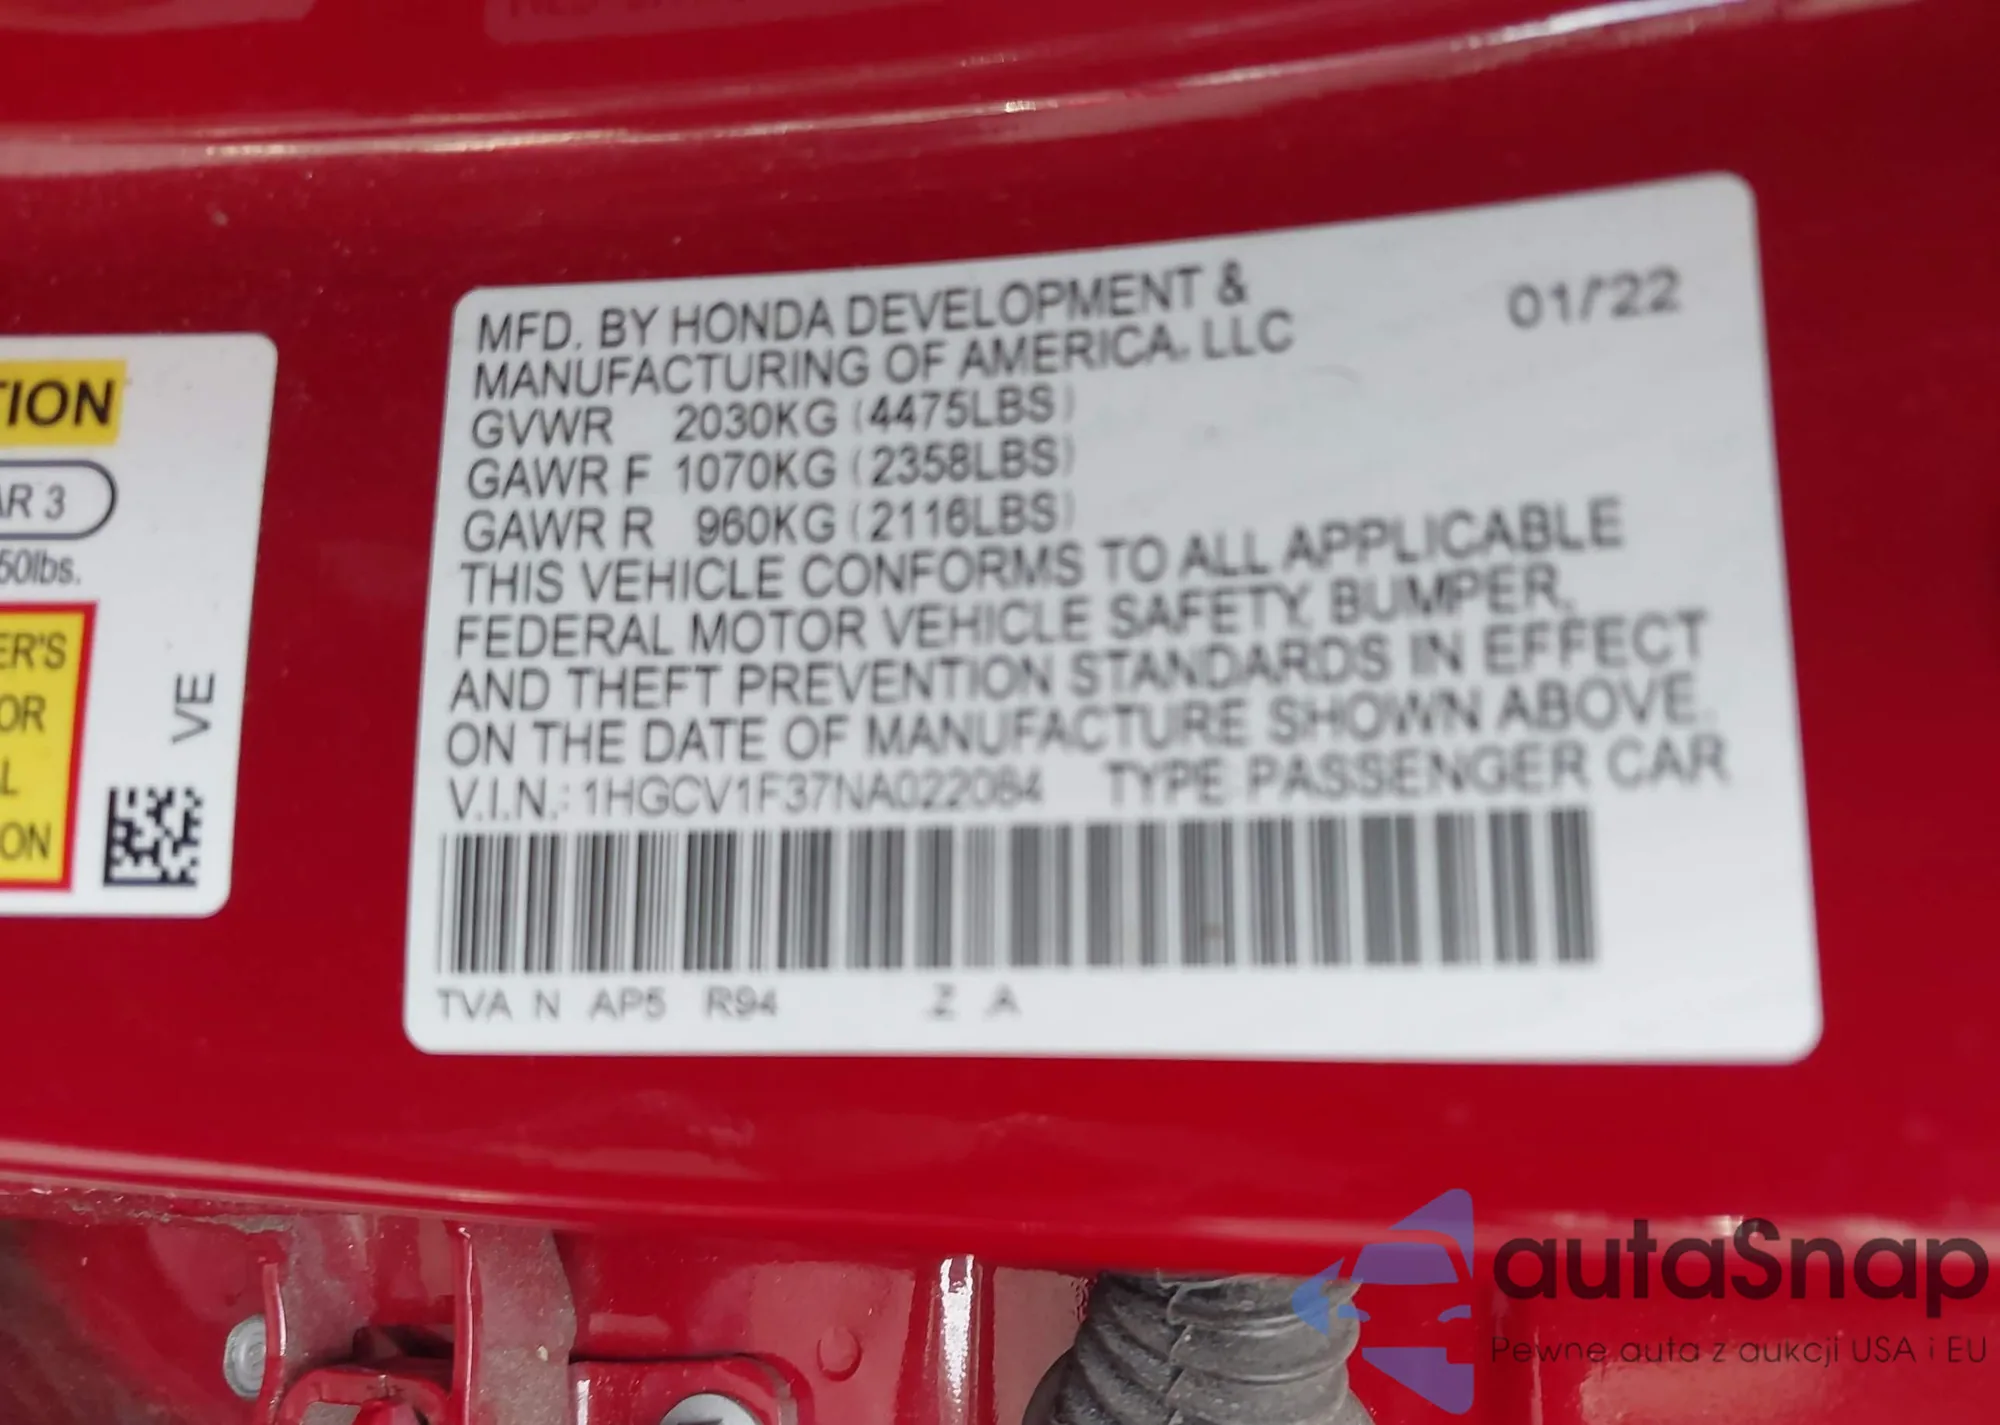 TION
AR 3
50lbs.
ER'S
OR
L
ON
VE
MFD. BY HONDA DEVELOPMENT &
MANUFACTURING OF AMERICA, LLC
01/'22
GVWR 2030KG (4475LBS)
GAWR F 1070KG (2358LBS)
GAWR R 960KG (2116LBS)
THIS VEHICLE CONFORMS TO ALL APPLICABLE
FEDERAL MOTOR VEHICLE SAFETY, BUMPER,
AND THEFT PREVENTION STANDARDS IN EFFECT
ON THE DATE OF MANUFACTURE SHOWN ABOVE.
V.I.N.: 1HGCV1F37NA022084 TYPE PASSENGER CAR
TVA N AP5 R94 Z A
autaSnap
Pewne auta z aukcji USA i EU